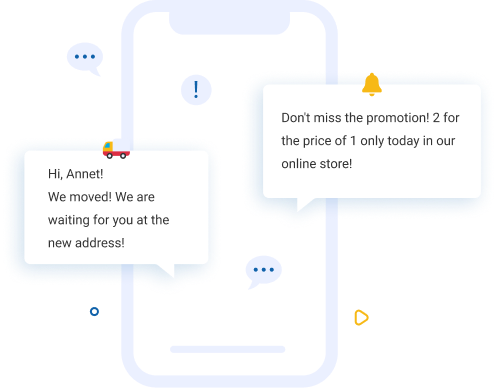 Don't miss the promotion! 2 for
the price of 1 only today in our
online store!
Hi, Annet!
We moved! We are
waiting for you at the
new address!